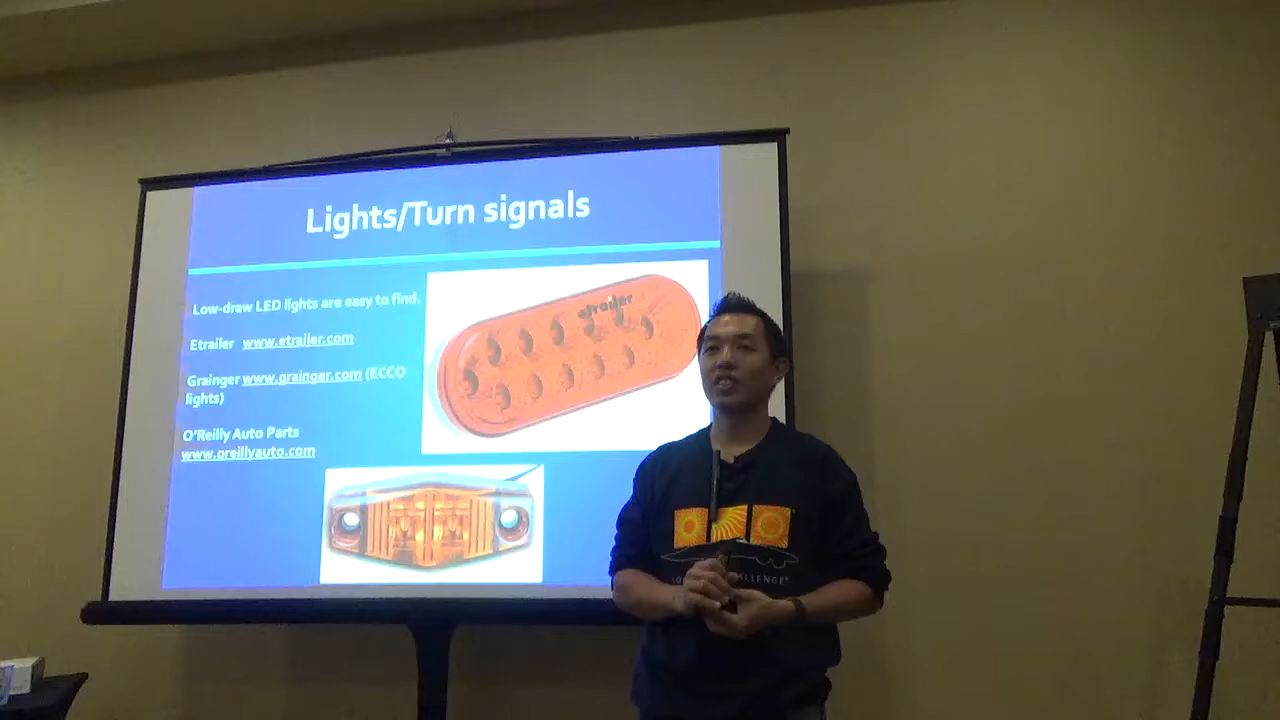 Lights/Turn signals
Low-draw LED lights are easy to find.
Etrailer www.etrailer.com
Grainger www.grainger.com (ECCO
lights)
O'Reilly Auto Parts
www.oreillyauto.com
etrailer